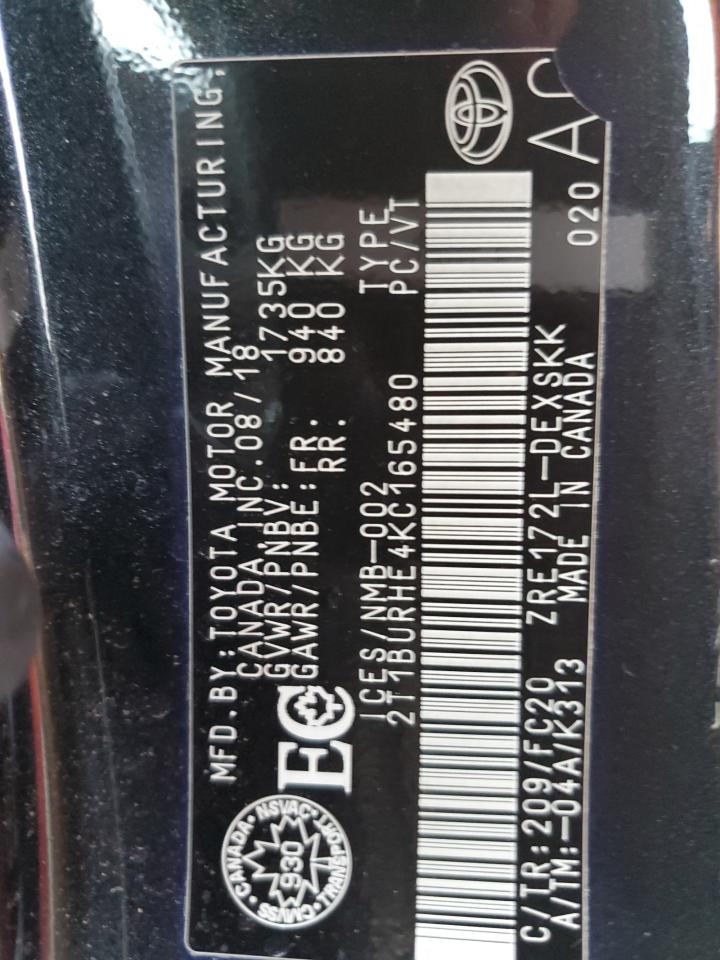 MFD.BY:TOYOTA MOTOR MANUFACTURING,
CANADA INC.08/18
GVWR/PNBV: 1735KG
GAWR/PNBE:FR. 940 KG
RR. 840 KG
EC
CANADA
NSVAC
TRANSPORT
CMVSS
930
ICES/NMB-002 TYPE
2T1BURHE4KC165480 PC/VT
C/TR:209/FC20 ZRE172L-DEXSKK
A/TM:-04A/K313 MADE IN CANADA
020